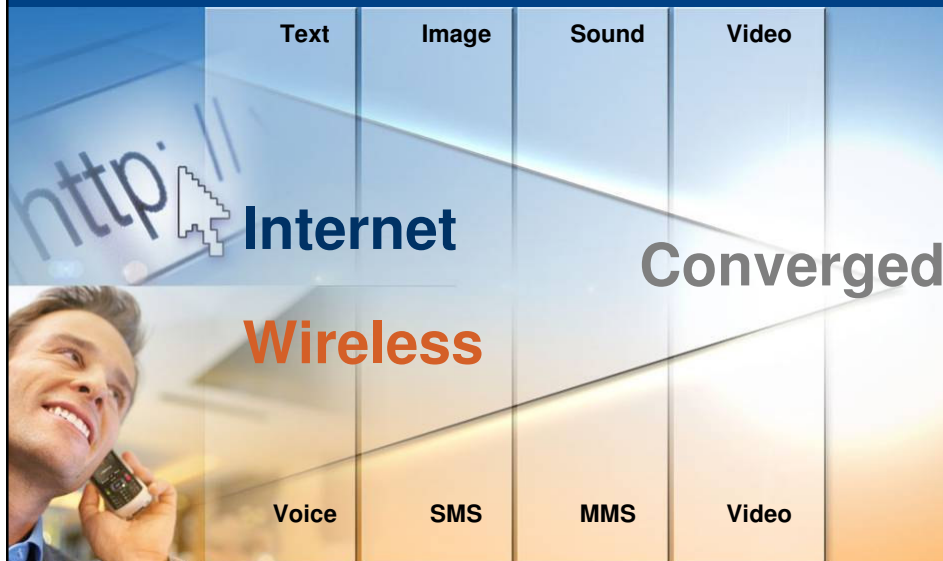 Text Image Sound Video
http://
Internet
Converged
Wireless
Voice SMS MMS Video